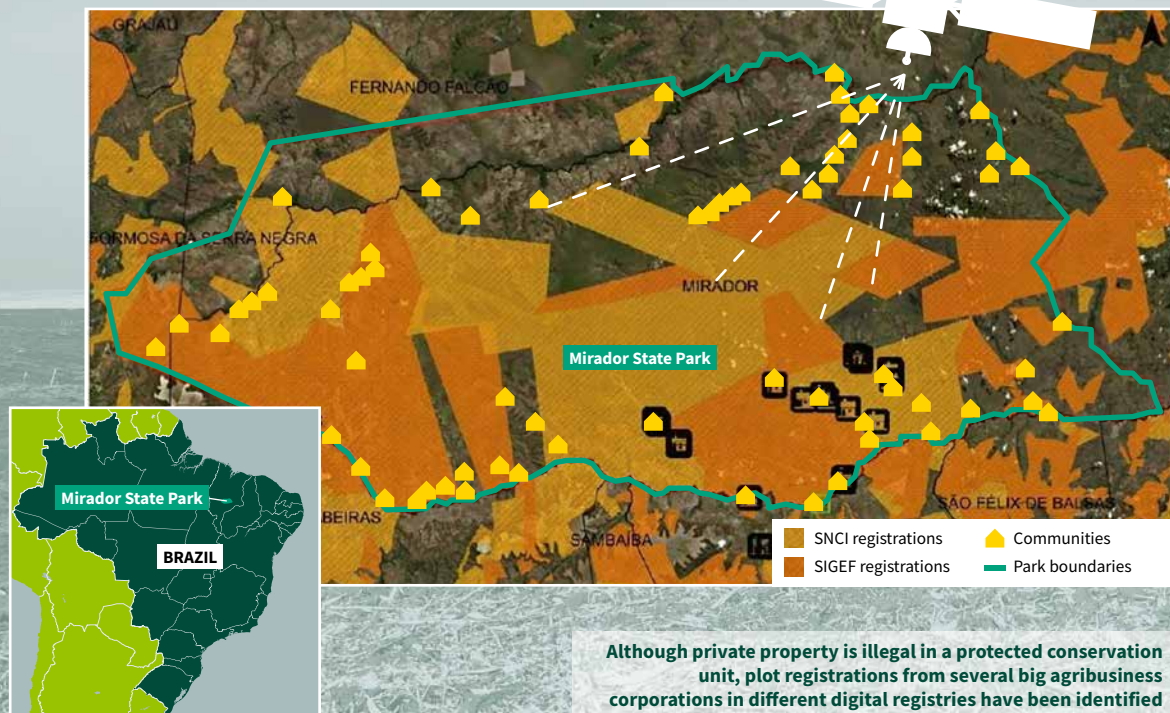 GRAJAÚ
FERNANDO FALCÃO
FORMOSA DA SERRA NEGRA
MIRADOR
Mirador State Park
SÃO FÉLIX DE BALSAS
BEIRAS
SAMBAÍBA
SNCI registrations
Communities
SIGEF registrations
Park boundaries
Mirador State Park
BRAZIL
Although private property is illegal in a protected conservation
unit, plot registrations from several big agribusiness
corporations in different digital registries have been identified